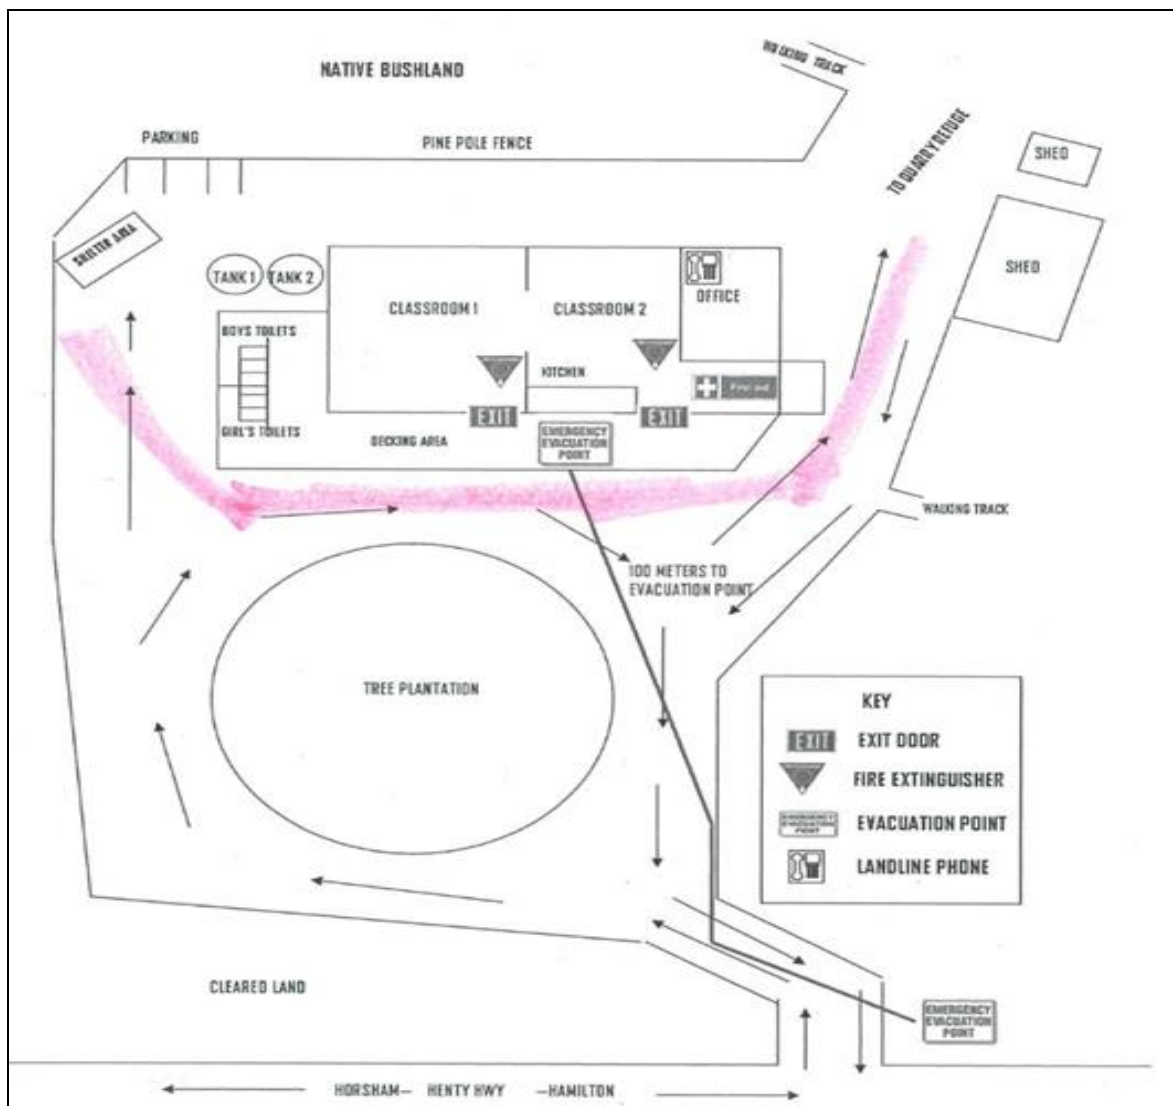 WALKING TRACK
NATIVE BUSHLAND
PARKING
PINE POLE FENCE
TO QUARRY REFUGE
SHED
SHELTER AREA
TANK 1
TANK 2
SHED
OFFICE
CLASSROOM 1
CLASSROOM 2
BOYS TOILETS
KITCHEN
First aid
EXIT
EXIT
GIRL'S TOILETS
DECKING AREA
EMERGENCY
EVACUATION
POINT
WALKING TRACK
100 METERS TO
EVACUATION POINT
TREE PLANTATION
KEY
EXIT EXIT DOOR
FIRE EXTINGUISHER
EMERGENCY
EVACUATION
POINT
EVACUATION POINT
LANDLINE PHONE
CLEARED LAND
EMERGENCY
EVACUATION
POINT
HORSHAM– HENTY HWY –HAMILTON